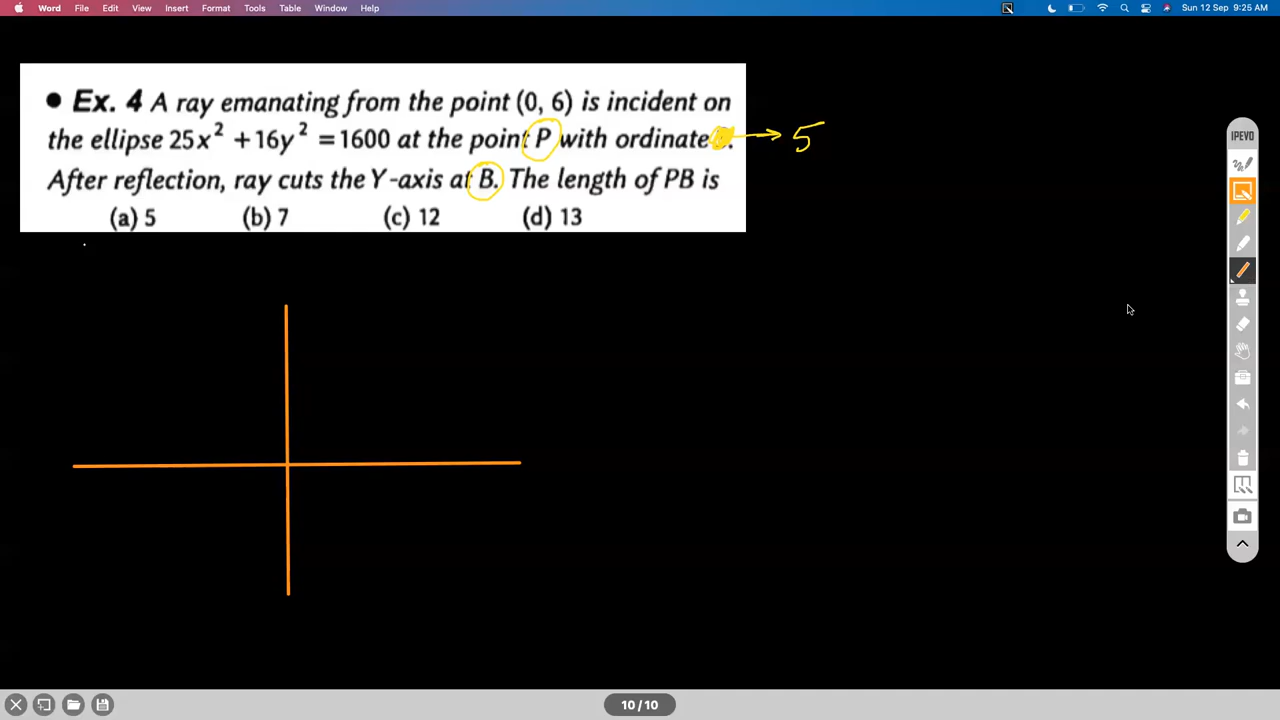 Word File Edit View Insert Format Tools Table Window Help Sun 12 Sep 9:25 AM
• Ex. 4 A ray emanating from the point (0, 6) is incident on
the ellipse 25x² + 16y² = 1600 at the point P with ordinate → 5
After reflection, ray cuts the Y-axis at B. The length of PB is
(a) 5 (b) 7 (c) 12 (d) 13
IPEVO
10 / 10